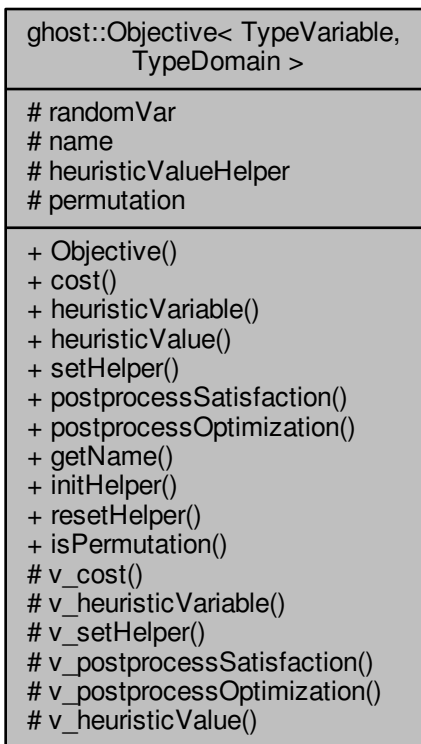 ghost::Objective< TypeVariable,
TypeDomain >
# randomVar
# name
# heuristicValueHelper
# permutation
+ Objective()
+ cost()
+ heuristicVariable()
+ heuristicValue()
+ setHelper()
+ postprocessSatisfaction()
+ postprocessOptimization()
+ getName()
+ initHelper()
+ resetHelper()
+ isPermutation()
# v_cost()
# v_heuristicVariable()
# v_setHelper()
# v_postprocessSatisfaction()
# v_postprocessOptimization()
# v_heuristicValue()